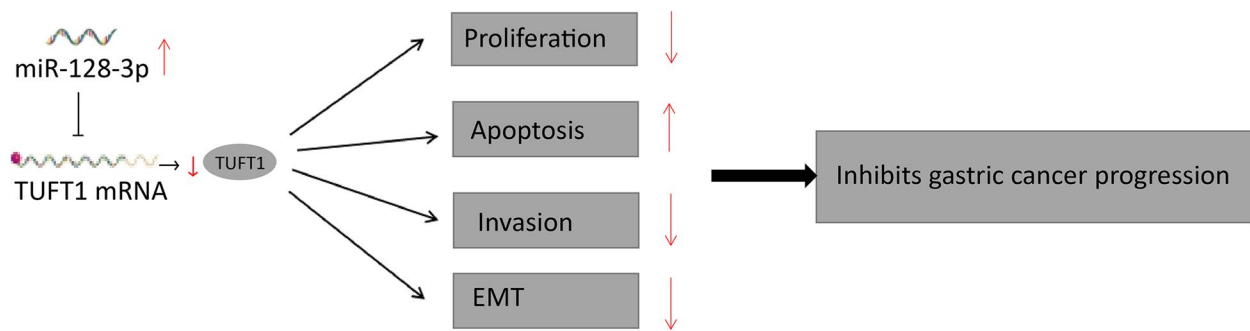 miR-128-3p
TUFT1 mRNA
TUFT1
Proliferation
Apoptosis
Invasion
EMT
Inhibits gastric cancer progression